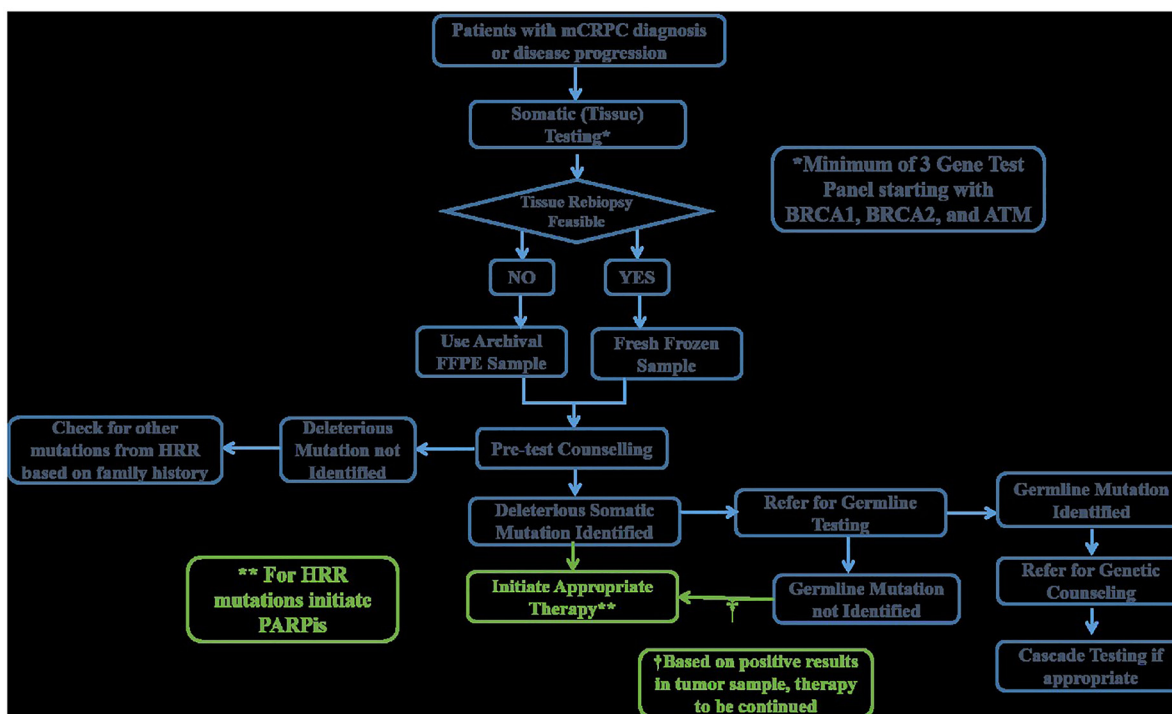 Patients with mCRPC diagnosis
or disease progression
Somatic (Tissue)
Testing*
*Minimum of 3 Gene Test
Panel starting with
BRCA1, BRCA2, and ATM
Tissue Rebiopsy
Feasible
NO
YES
Use Archival
FFPE Sample
Fresh Frozen
Sample
Check for other
mutations from HRR
based on family history
Deleterious
Mutation not
Identified
Pre-test Counselling
Deleterious Somatic
Mutation Identified
Refer for Germline
Testing
Germline Mutation
Identified
** For HRR
mutations initiate
PARPis
Initiate Appropriate
Therapy**
†
Germline Mutation
not Identified
Refer for Genetic
Counseling
†Based on positive results
in tumor sample, therapy
to be continued
Cascade Testing if
appropriate